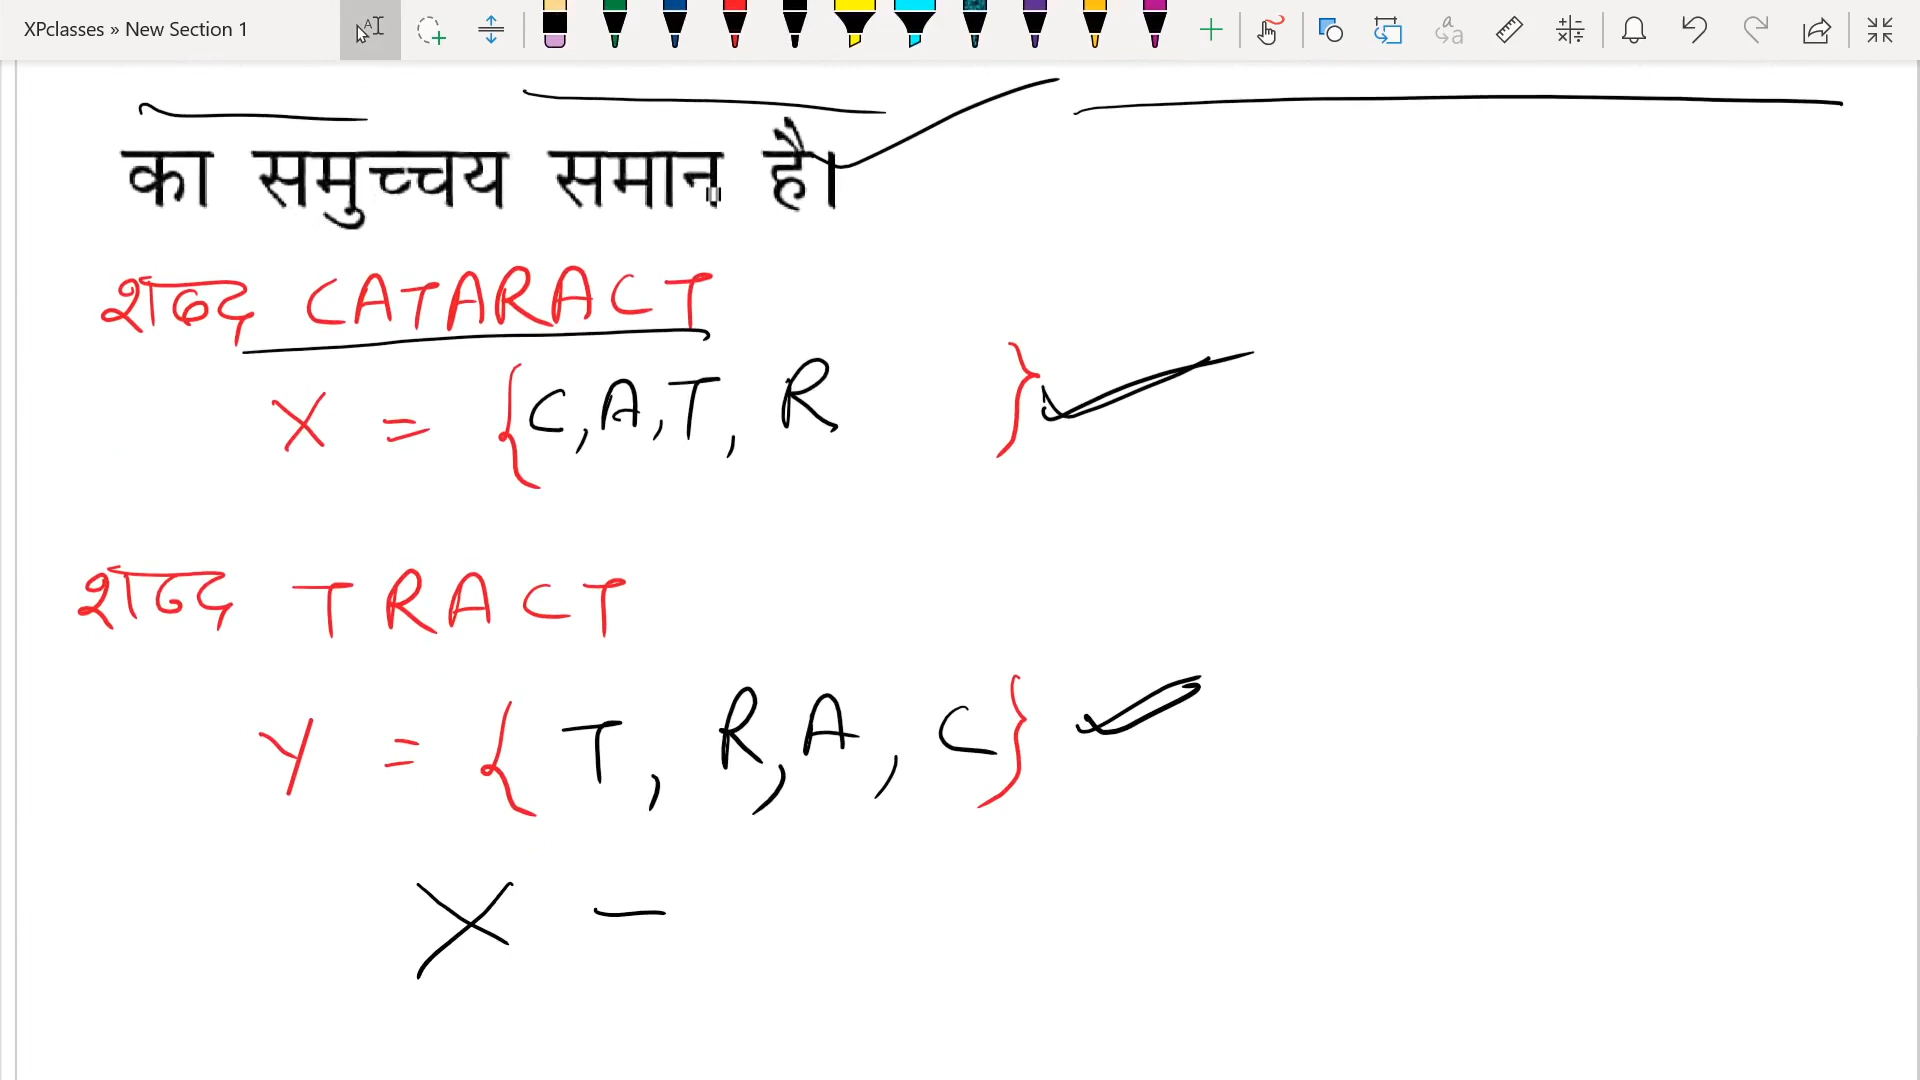 XPclasses » New Section 1
का समुच्चय समान है।
शब्द CATARACT
X = {C, A, T, R }
शब्द TRACT
Y = { T, R, A, C}
X –